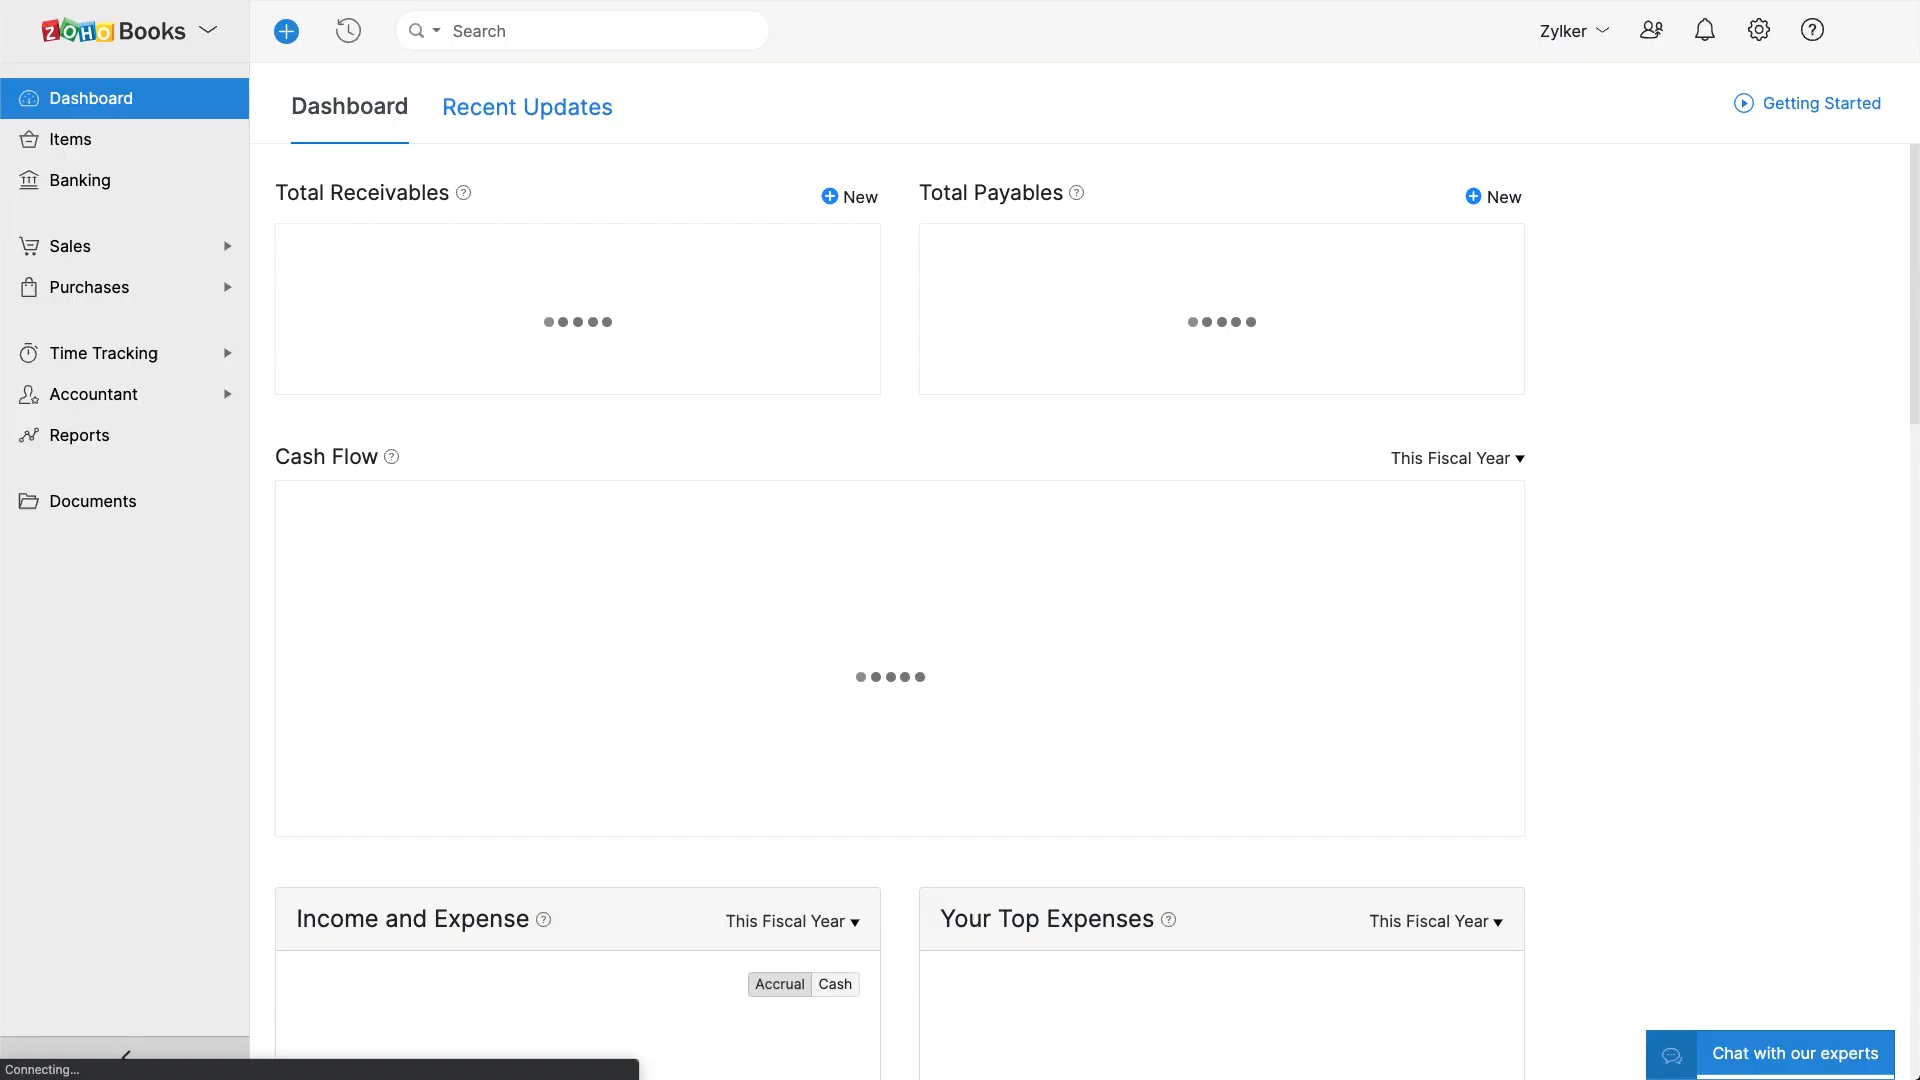 ZOHO Books
Search
Zylker
Dashboard
Items
Banking
Sales
Purchases
Time Tracking
Accountant
Reports
Documents
Dashboard
Recent Updates
Getting Started
Total Receivables ?
New
Total Payables ?
New
Cash Flow ?
This Fiscal Year
Income and Expense ?
This Fiscal Year
Accrual Cash
Your Top Expenses ?
This Fiscal Year
Chat with our experts
Connecting...